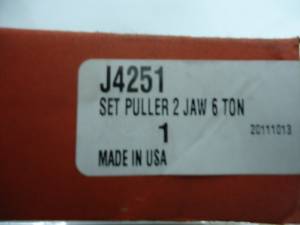 J4251
SET PULLER 2 JAW 6 TON
1
20111013
MADE IN USA